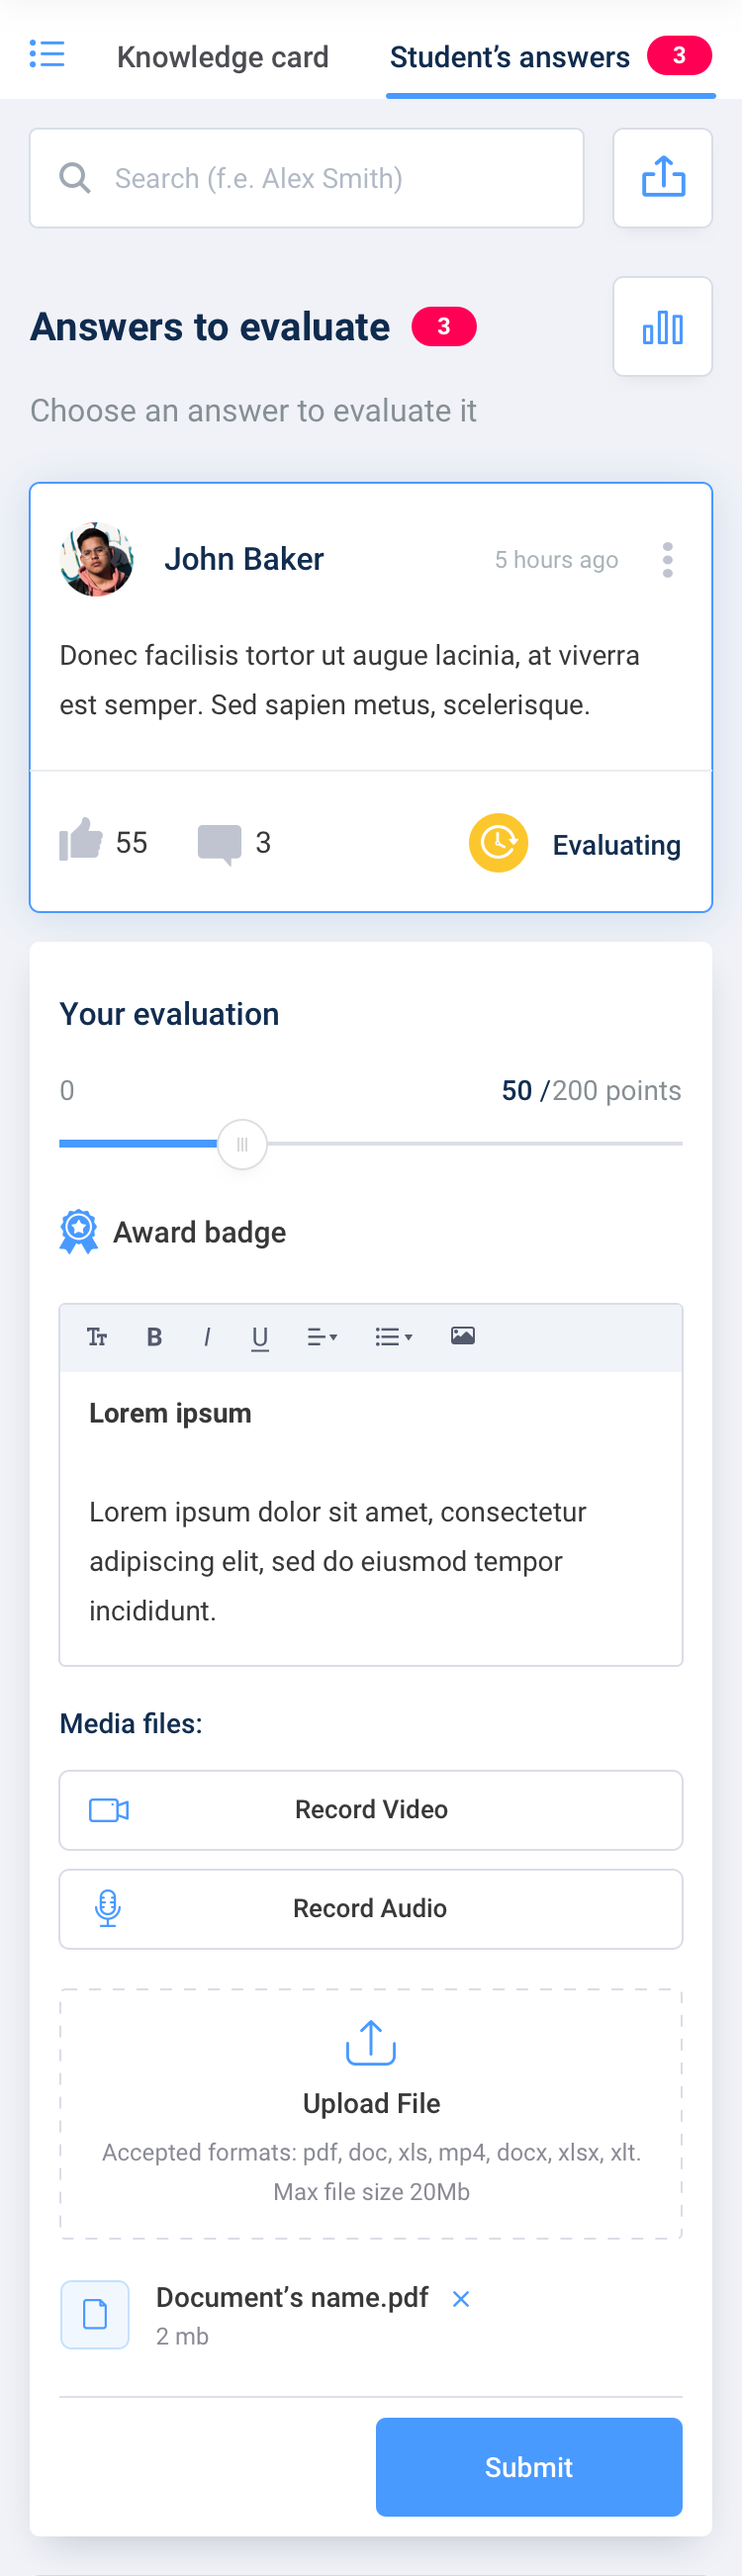 Knowledge card
Student’s answers 3
Search (f.e. Alex Smith)
Answers to evaluate 3
Choose an answer to evaluate it
John Baker 5 hours ago
Donec facilisis tortor ut augue lacinia, at viverra
est semper. Sed sapien metus, scelerisque.
55 3 Evaluating
Your evaluation
0 50 /200 points
Award badge
Tт B I U
Lorem ipsum
Lorem ipsum dolor sit amet, consectetur
adipiscing elit, sed do eiusmod tempor
incididunt.
Media files:
Record Video
Record Audio
Upload File
Accepted formats: pdf, doc, xls, mp4, docx, xlsx, xlt.
Max file size 20Mb
Document’s name.pdf
2 mb
Submit